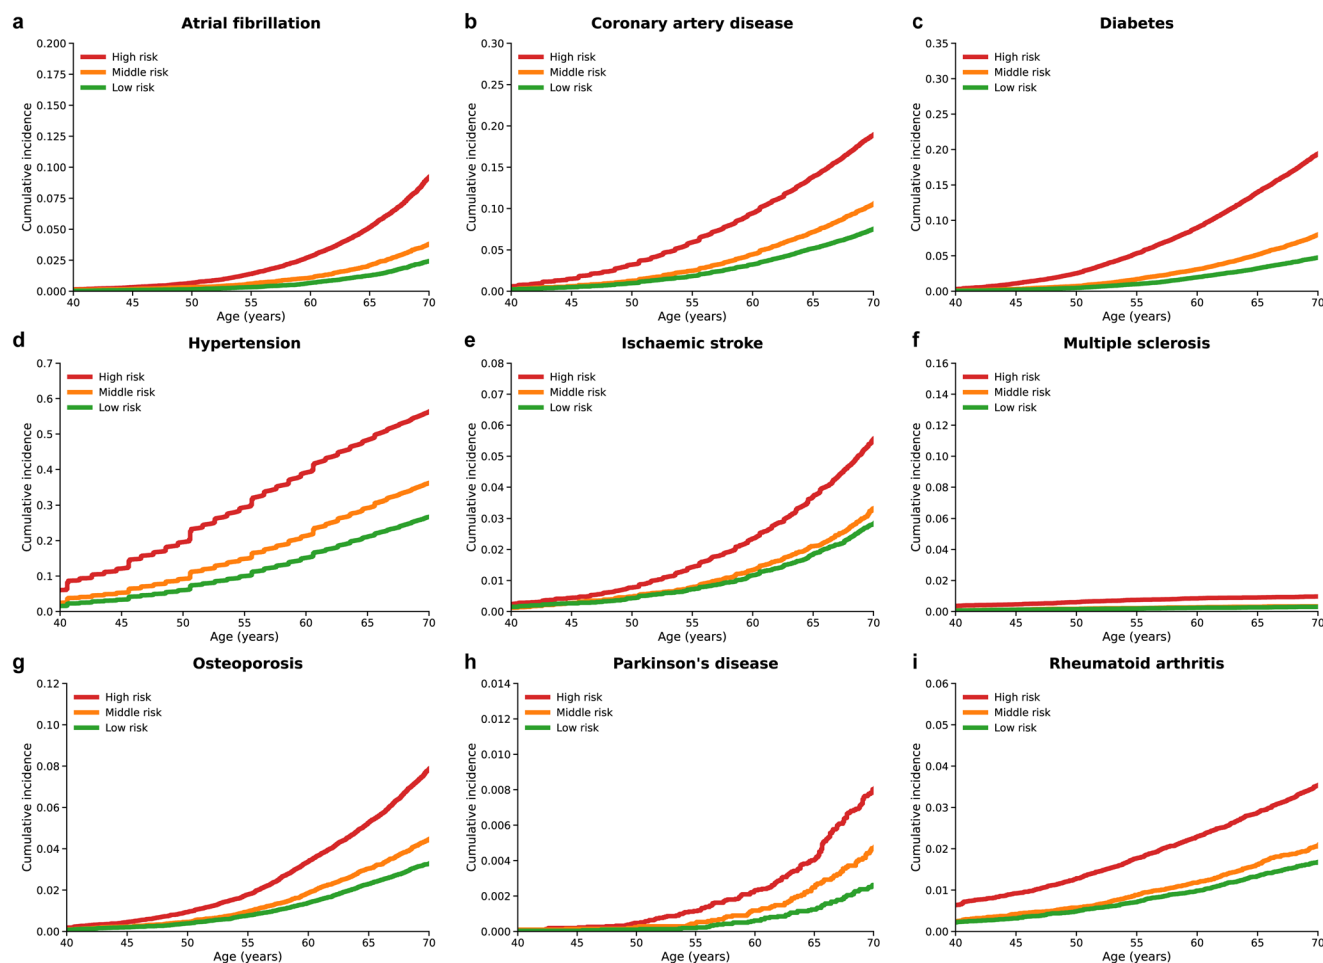 a Atrial fibrillation
0.200
0.175
0.150
0.125
0.100
0.075
0.050
0.025
0.000
Cumulative incidence
High risk
Middle risk
Low risk
40 45 50 55 60 65 70
Age (years)
b Coronary artery disease
0.30
0.25
0.20
0.15
0.10
0.05
0.00
Cumulative incidence
High risk
Middle risk
Low risk
40 45 50 55 60 65 70
Age (years)
c Diabetes
0.35
0.30
0.25
0.20
0.15
0.10
0.05
0.00
Cumulative incidence
High risk
Middle risk
Low risk
40 45 50 55 60 65 70
Age (years)
d Hypertension
0.7
0.6
0.5
0.4
0.3
0.2
0.1
0.0
Cumulative incidence
High risk
Middle risk
Low risk
40 45 50 55 60 65 70
Age (years)
e Ischaemic stroke
0.08
0.07
0.06
0.05
0.04
0.03
0.02
0.01
0.00
Cumulative incidence
High risk
Middle risk
Low risk
40 45 50 55 60 65 70
Age (years)
f Multiple sclerosis
0.16
0.14
0.12
0.10
0.08
0.06
0.04
0.02
0.00
Cumulative incidence
High risk
Middle risk
Low risk
40 45 50 55 60 65 70
Age (years)
g Osteoporosis
0.12
0.10
0.08
0.06
0.04
0.02
0.00
Cumulative incidence
High risk
Middle risk
Low risk
40 45 50 55 60 65 70
Age (years)
h Parkinson's disease
0.014
0.012
0.010
0.008
0.006
0.004
0.002
0.000
Cumulative incidence
High risk
Middle risk
Low risk
40 45 50 55 60 65 70
Age (years)
i Rheumatoid arthritis
0.06
0.05
0.04
0.03
0.02
0.01
0.00
Cumulative incidence
High risk
Middle risk
Low risk
40 45 50 55 60 65 70
Age (years)